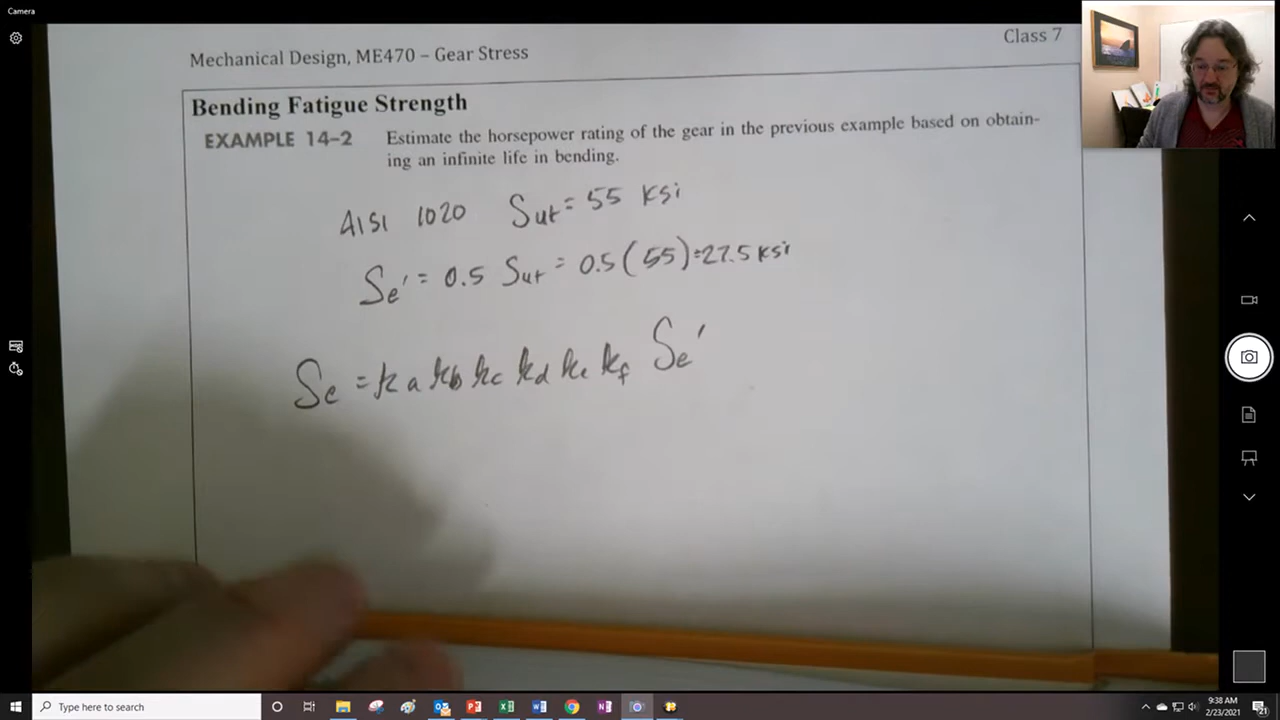 Camera
Mechanical Design, ME470 – Gear Stress
Class 7
Bending Fatigue Strength
EXAMPLE 14–2 Estimate the horsepower rating of the gear in the previous example based on obtain-
ing an infinite life in bending.
AISI 1020 Sut = 55 ksi
Se' = 0.5 Sut = 0.5 (55) = 27.5 ksi
Se = ka kb kc kd ke kf Se'
Type here to search
9:38 AM
2/23/2021
21